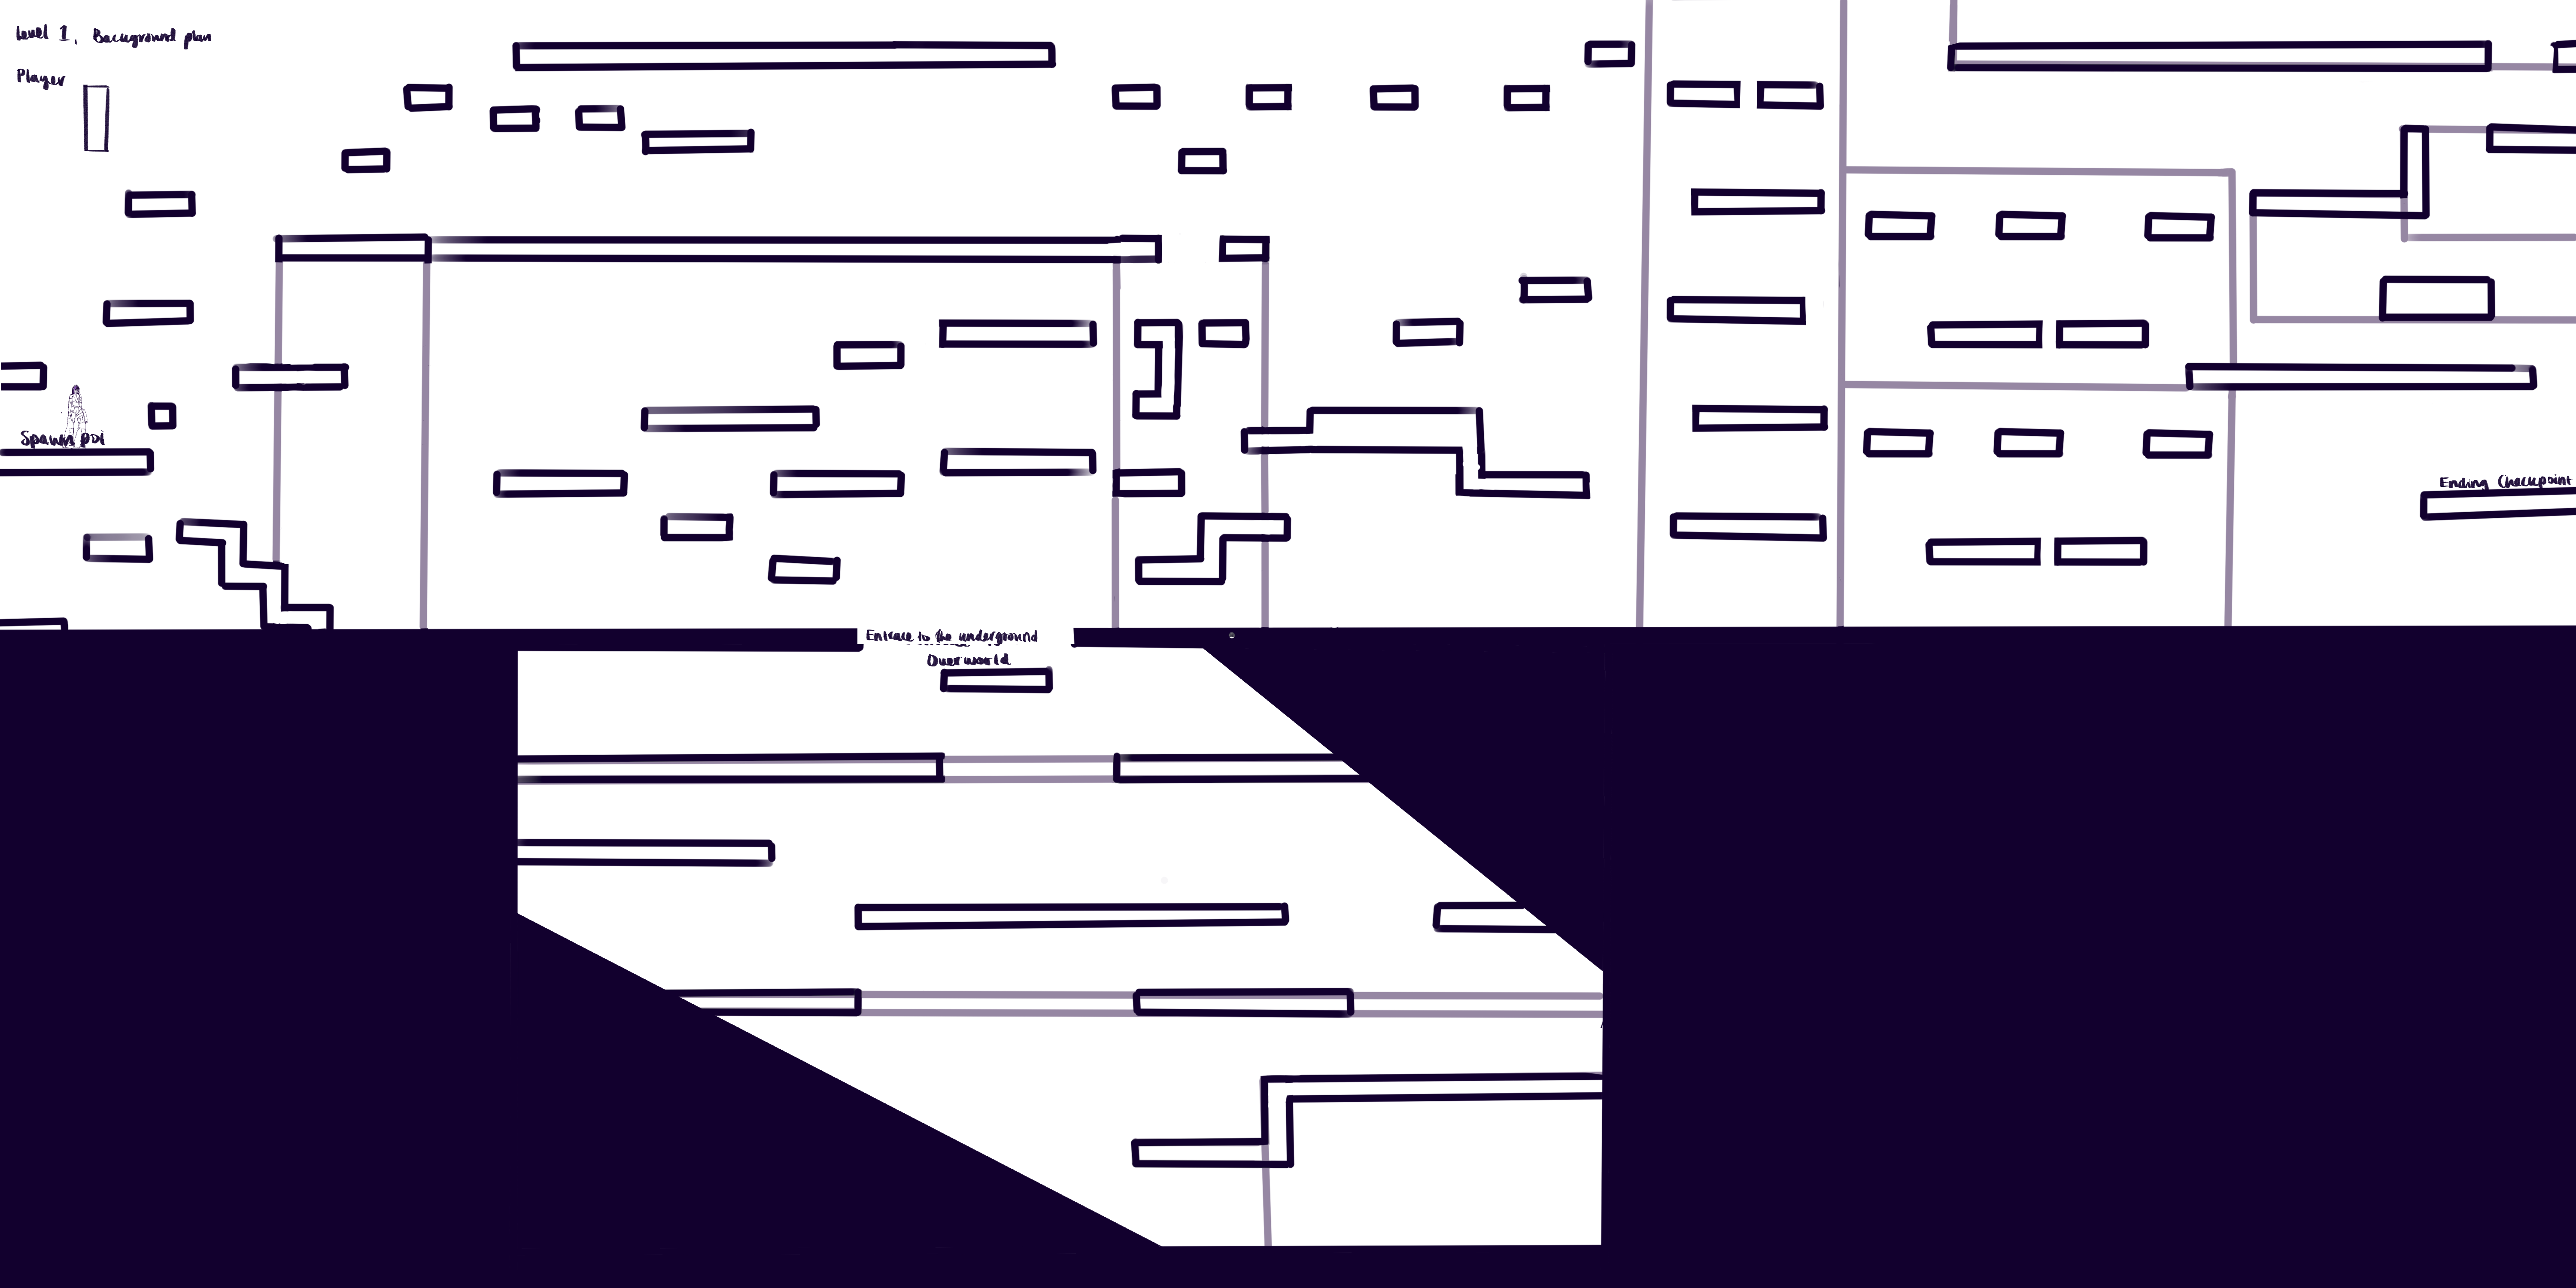 Level 1. Background plan
Player
Spawn poi
Ending Checkpoint
Entrace to the underground
Overworld